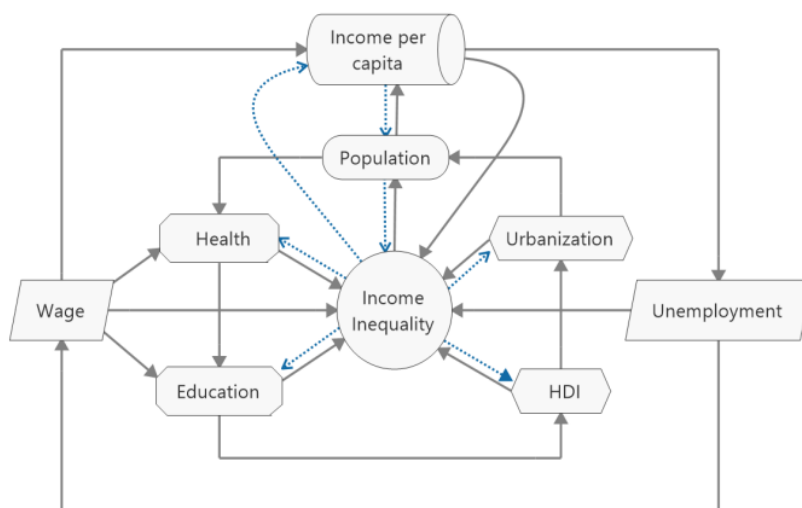 Income per
capita
Population
Health
Urbanization
Wage
Income
Inequality
Unemployment
Education
HDI